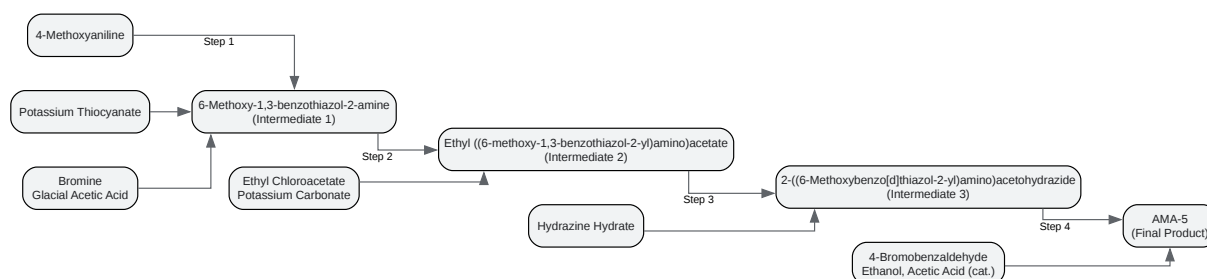 4-Methoxyaniline
Step 1
Potassium Thiocyanate
6-Methoxy-1,3-benzothiazol-2-amine
(Intermediate 1)
Bromine
Glacial Acetic Acid
Step 2
Ethyl Chloroacetate
Potassium Carbonate
Ethyl ((6-methoxy-1,3-benzothiazol-2-yl)amino)acetate
(Intermediate 2)
Step 3
Hydrazine Hydrate
2-((6-Methoxybenzo[d]thiazol-2-yl)amino)acetohydrazide
(Intermediate 3)
Step 4
4-Bromobenzaldehyde
Ethanol, Acetic Acid (cat.)
AMA-5
(Final Product)